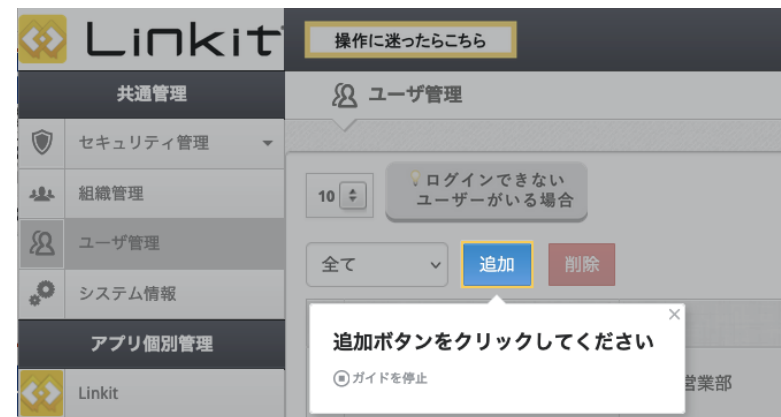 Linkit
操作に迷ったらこちら
共通管理
ユーザ管理
セキュリティ管理
組織管理
10
ログインできない
ユーザーがいる場合
ユーザ管理
全て
追加
削除
システム情報
アプリ個別管理
追加ボタンをクリックしてください
ガイドを停止
Linkit
営業部